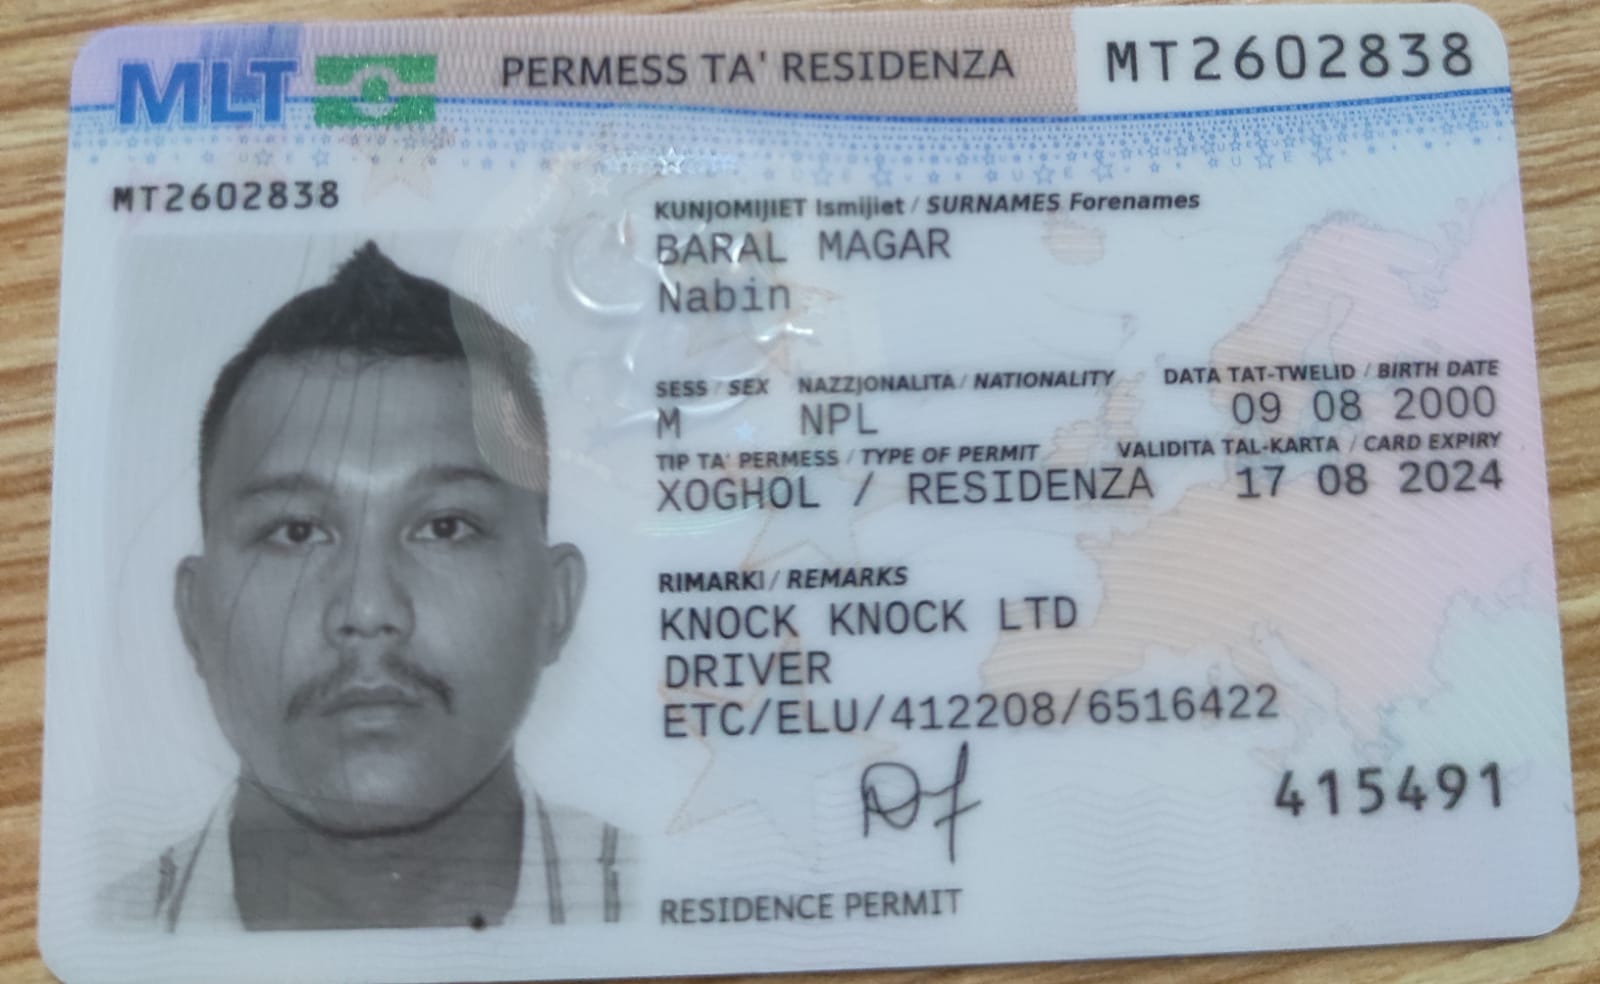 MLT PERMESS TA' RESIDENZA MT2602838
MT2602838
KUNJOMIJIET Ismijiet / SURNAMES Forenames
BARAL MAGAR
Nabin
SESS / SEX NAZZJONALITA / NATIONALITY DATA TAT-TWELID / BIRTH DATE
M NPL 09 08 2000
TIP TA' PERMESS / TYPE OF PERMIT VALIDITA TAL-KARTA / CARD EXPIRY
XOGHOL / RESIDENZA 17 08 2024
RIMARKI / REMARKS
KNOCK KNOCK LTD
DRIVER
ETC/ELU/412208/6516422
415491
RESIDENCE PERMIT